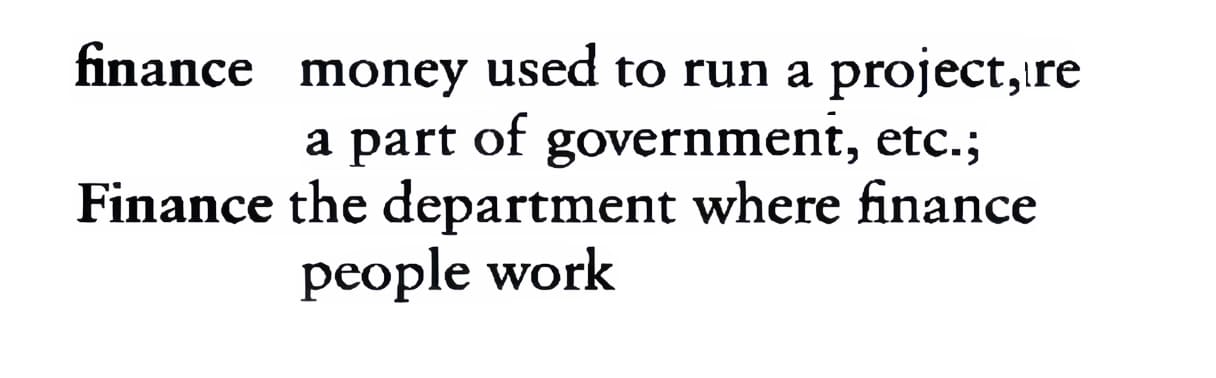 finance money used to run a project,
a part of government, etc.;
Finance the department where finance
people work